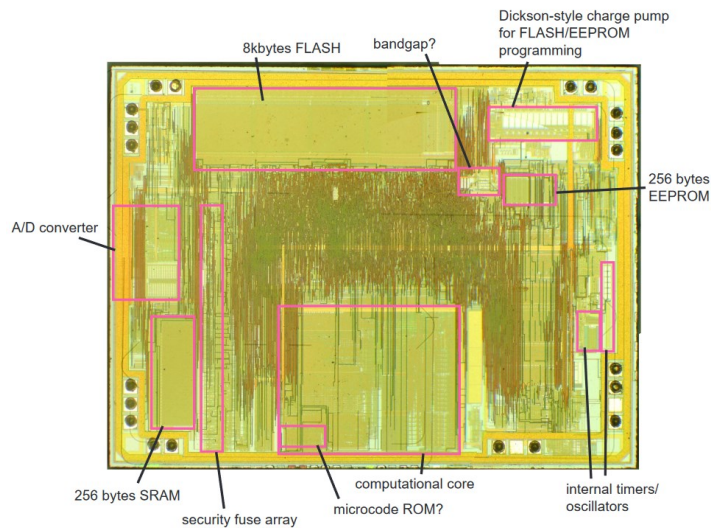 Dickson-style charge pump
for FLASH/EEPROM
programming
bandgap?
8kbytes FLASH
256 bytes
EEPROM
A/D converter
256 bytes SRAM
security fuse array
microcode ROM?
computational core
internal timers/
oscillators